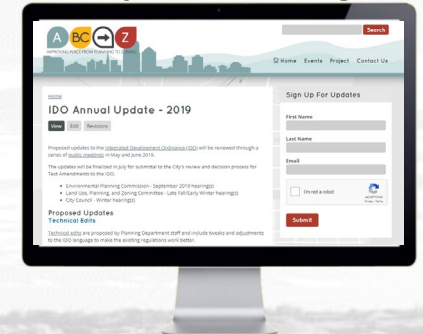 A BC Z
Search
IMPROVING PLACE FROM PLANNING TO ZONING
Home Events Project Contact Us
Home
IDO Annual Update - 2019
View Edit Revisions
Proposed updates to the Integrated Development Ordinance (IDO) will be reviewed through a
series of public meetings in May and June 2019.
The updates will be finalized in July for submittal to the City's review and decision process for
Text Amendments to the IDO.
Environmental Planning Commission - September 2019 hearing(s)
Land Use, Planning, and Zoning Committee - Late Fall/Early Winter hearing(s)
City Council - Winter hearing(s)
Proposed Updates
Technical Edits
Technical edits are proposed by Planning Department staff and include tweaks and adjustments
to the IDO language to make the existing regulations work better.
Sign Up For Updates
First Name
Last Name
Email
I'm not a robot
reCAPTCHA
Privacy - Terms
Submit